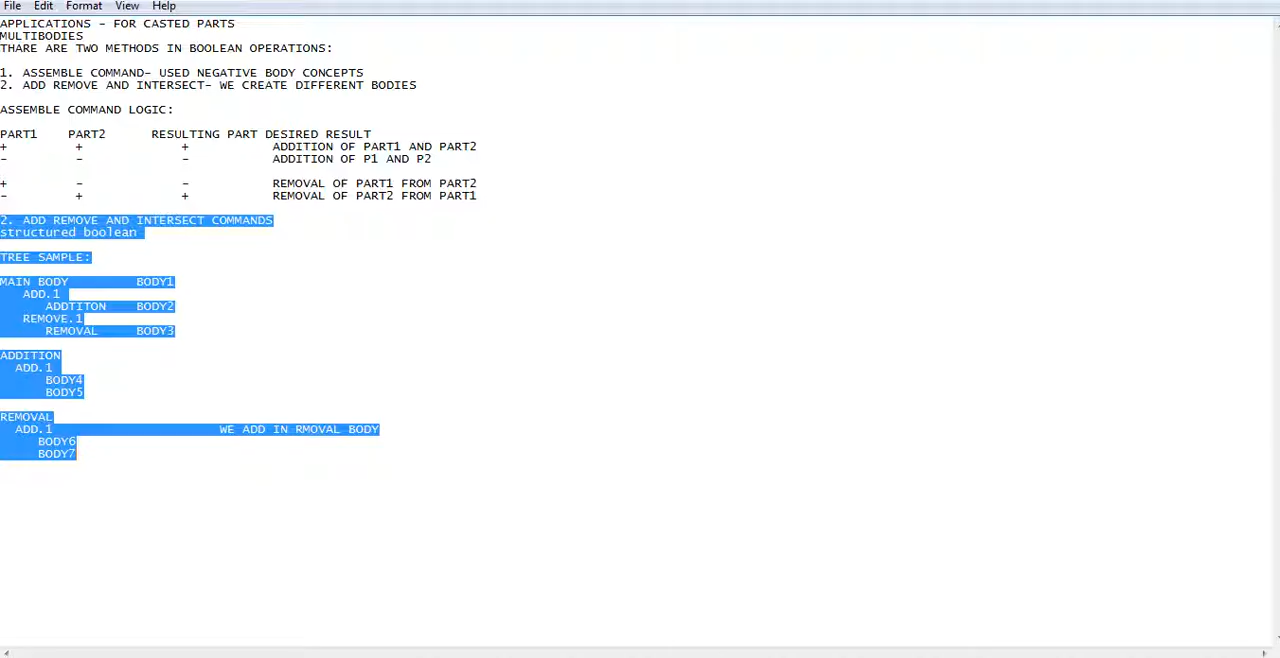 File Edit Format View Help
APPLICATIONS - FOR CASTED PARTS
MULTIBODIES
THARE ARE TWO METHODS IN BOOLEAN OPERATIONS:
1. ASSEMBLE COMMAND- USED NEGATIVE BODY CONCEPTS
2. ADD REMOVE AND INTERSECT- WE CREATE DIFFERENT BODIES
ASSEMBLE COMMAND LOGIC:
PART1 PART2 RESULTING PART DESIRED RESULT
+ + + ADDITION OF PART1 AND PART2
- - - ADDITION OF P1 AND P2
+ - - REMOVAL OF PART1 FROM PART2
- + + REMOVAL OF PART2 FROM PART1
2. ADD REMOVE AND INTERSECT COMMANDS
structured boolean
TREE SAMPLE:
MAIN BODY BODY1
ADD.1
ADDTITON BODY2
REMOVE.1
REMOVAL BODY3
ADDITION
ADD.1
BODY4
BODY5
REMOVAL
ADD.1 WE ADD IN RMOVAL BODY
BODY6
BODY7